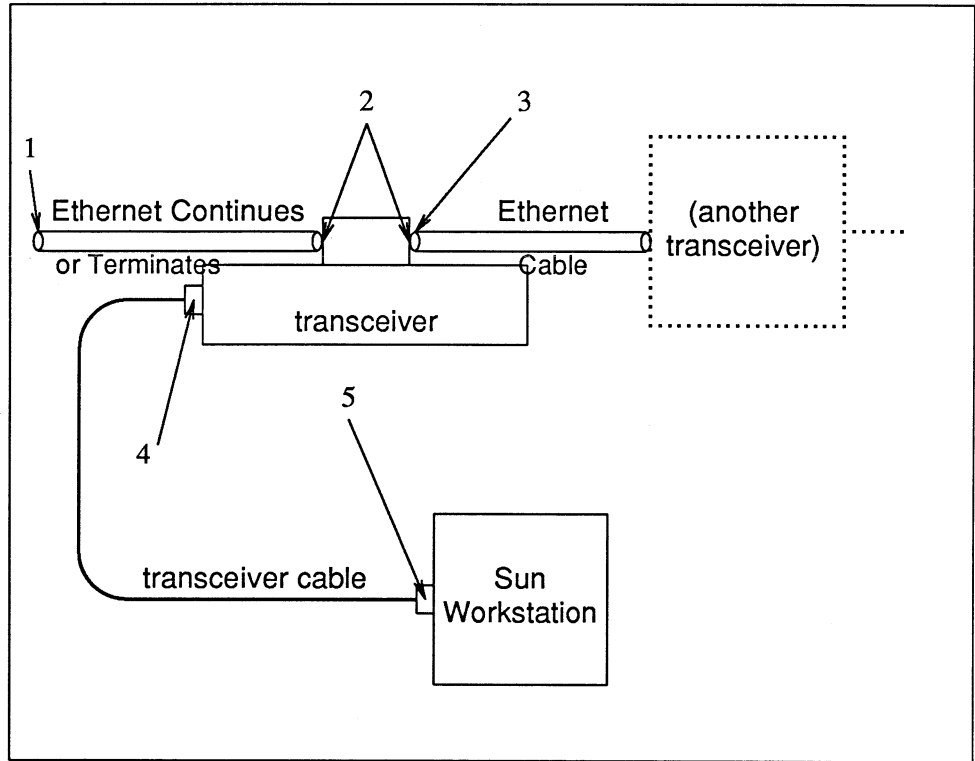 2
3
1
Ethernet Continues
or Terminates
Ethernet
Cable
(another
transceiver)
transceiver
4
5
transceiver cable
Sun
Workstation